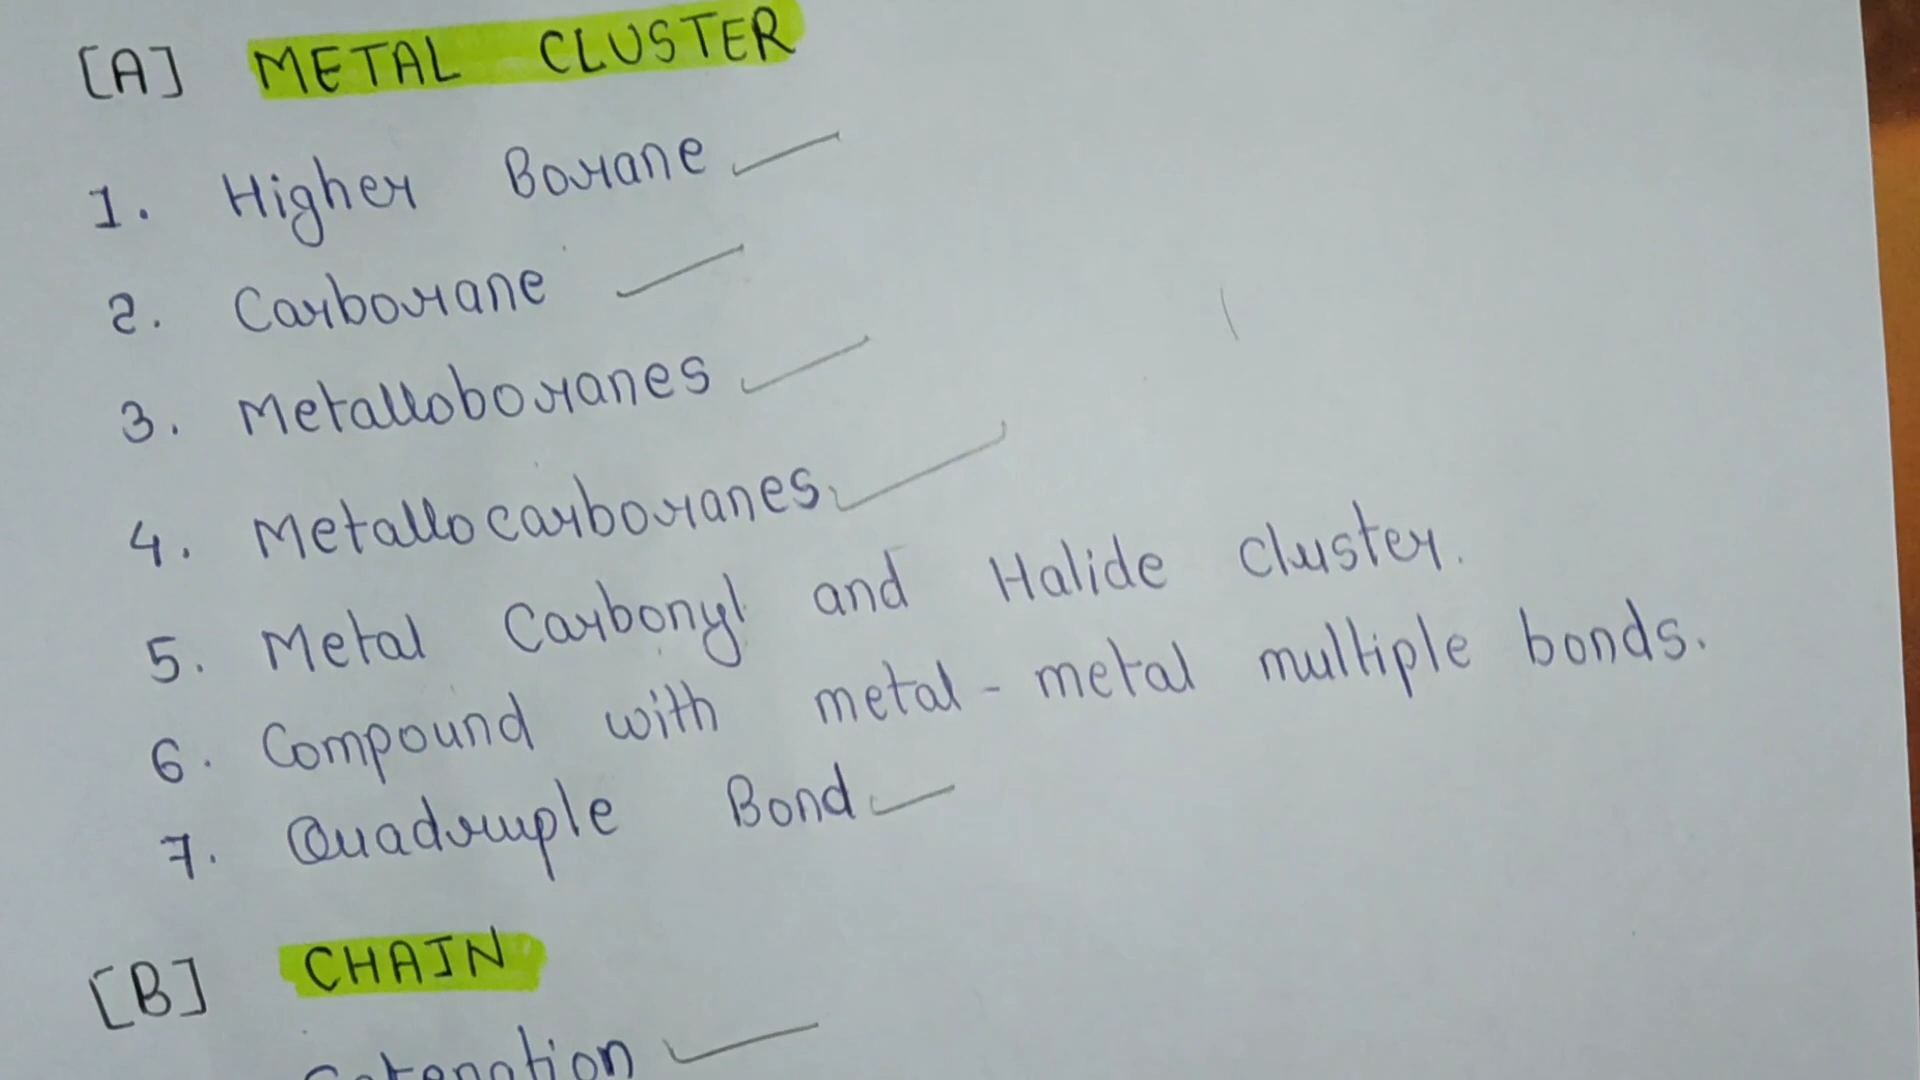 [A] METAL CLUSTER
1. Higher Borane
2. Carborane
3. Metalloboranes
4. Metallocarboranes.
5. Metal Carbonyl and Halide cluster.
6. Compound with metal - metal multiple bonds.
7. Quadruple Bond
[B] CHAIN
Catenation